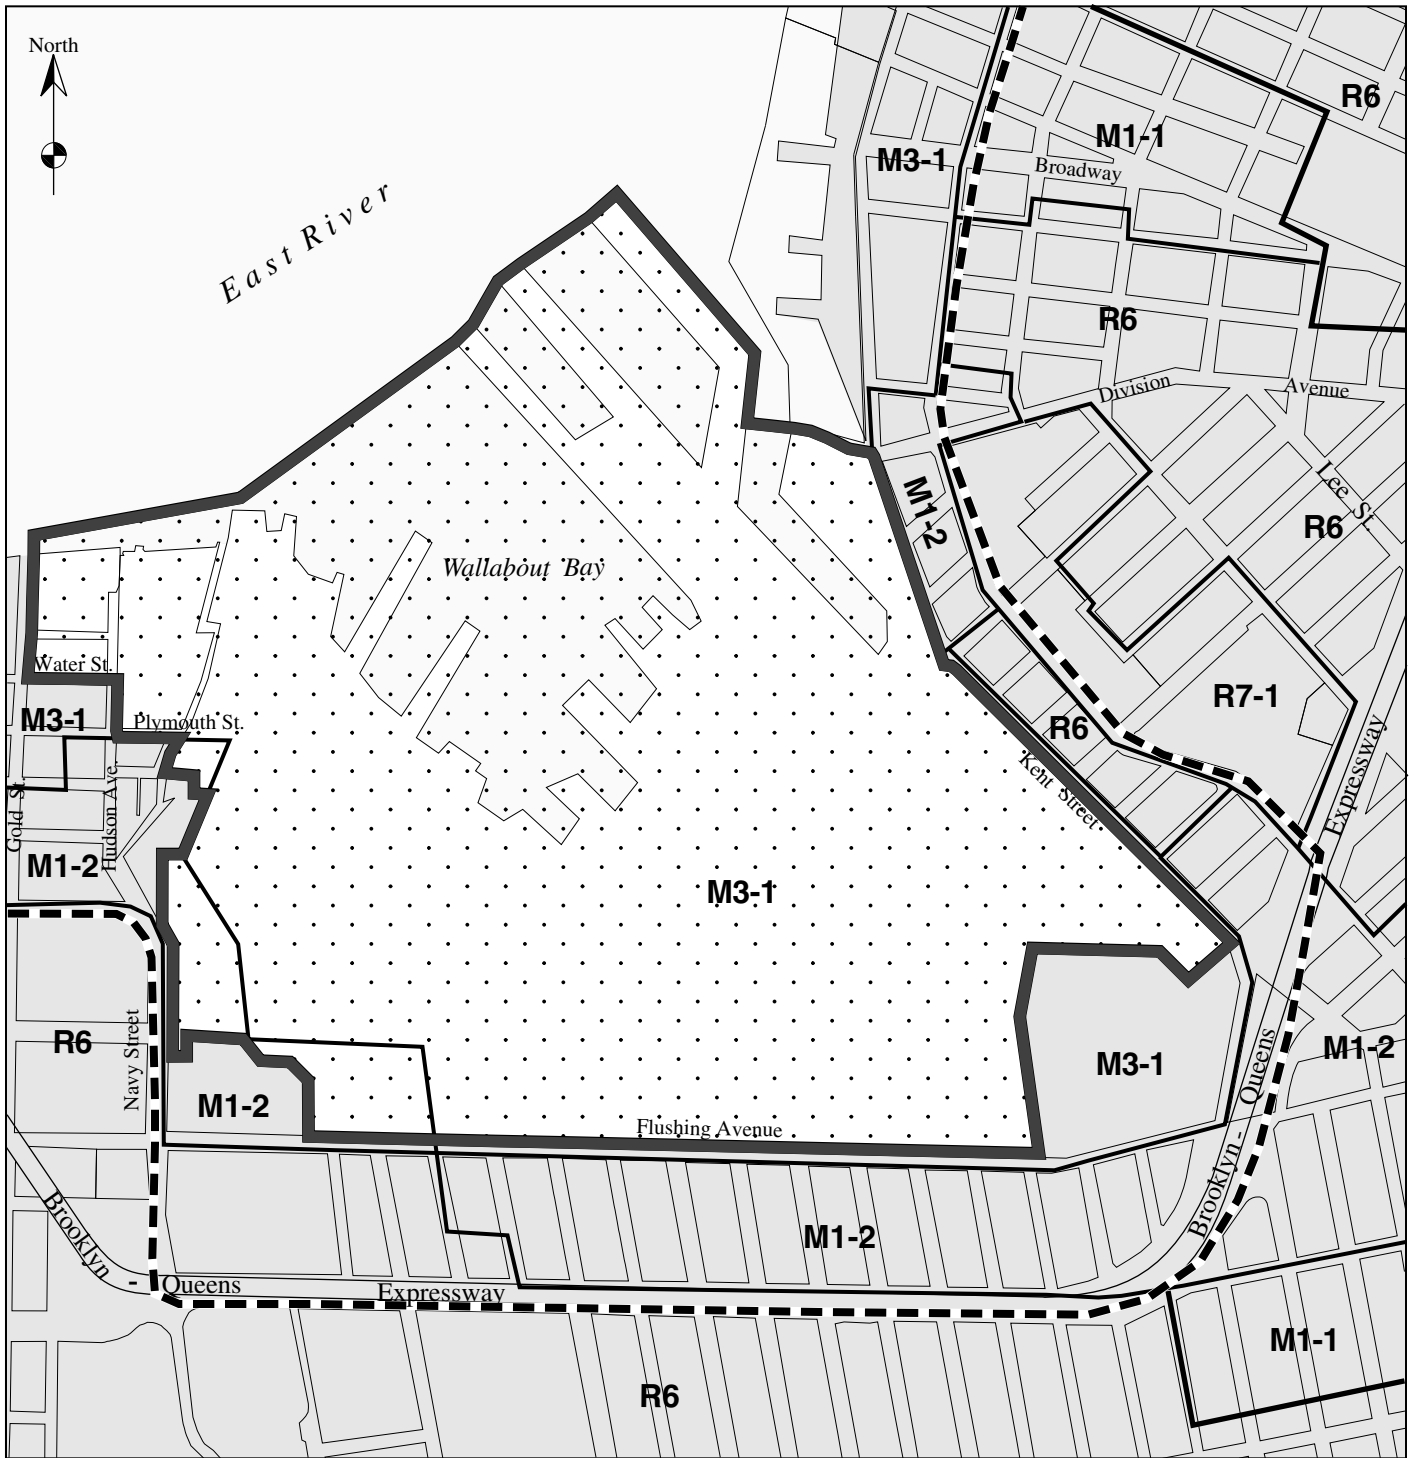 North
R6
M1-1
M3-1
Broadway
East River
R6
Division
Avenue
Lee St.
M1-2
R6
Wallabout Bay
Water St.
R7-1
M3-1
Plymouth St.
R6
Expressway
Kent Street
Gold St.
Hudson Ave.
M1-2
M3-1
R6
Navy Street
M3-1
Queens
M1-2
M1-2
Flushing Avenue
Brooklyn -
Brooklyn
M1-2
- Queens
Expressway
M1-1
R6